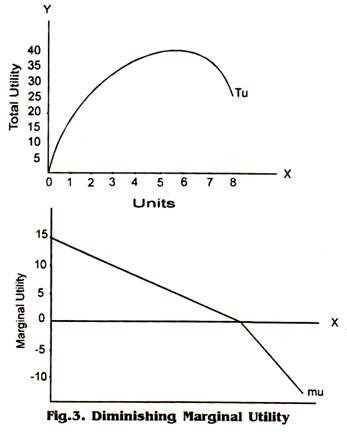 Y
Total Utility
40
35
30
25
20
15
10
5
Tu
X
0 1 2 3 4 5 6 7 8
Units
Marginal Utility
15
10
5
0
X
-5
-10
mu
Fig.3. Diminishing Marginal Utility